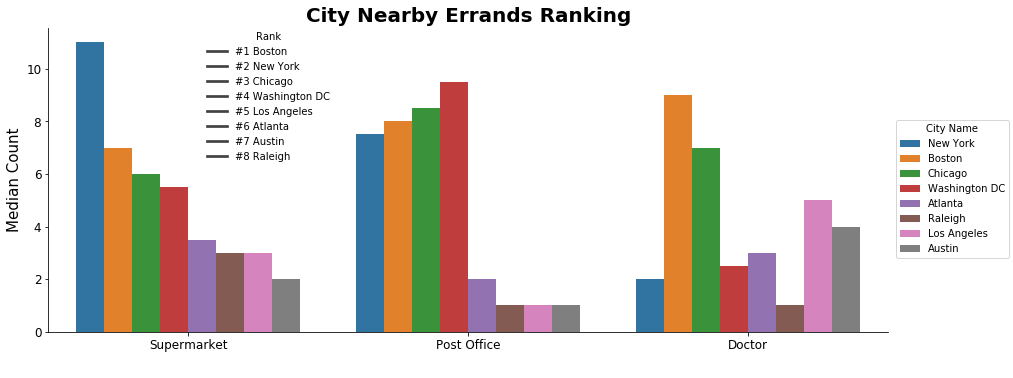 City Nearby Errands Ranking
Median Count
10
8
6
4
2
0
Rank
#1 Boston
#2 New York
#3 Chicago
#4 Washington DC
#5 Los Angeles
#6 Atlanta
#7 Austin
#8 Raleigh
City Name
New York
Boston
Chicago
Washington DC
Atlanta
Raleigh
Los Angeles
Austin
Supermarket
Post Office
Doctor